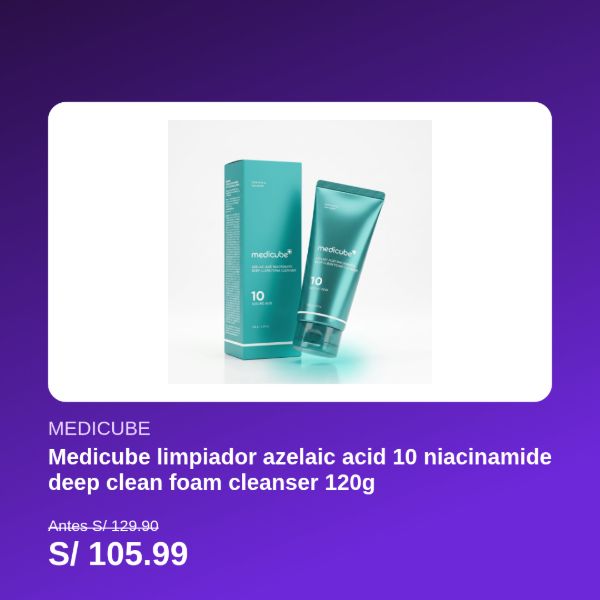 medicube
10
medicube
10
MEDICUBE
Medicube limpiador azelaic acid 10 niacinamide
deep clean foam cleanser 120g
Antes S/ 129.90
S/ 105.99